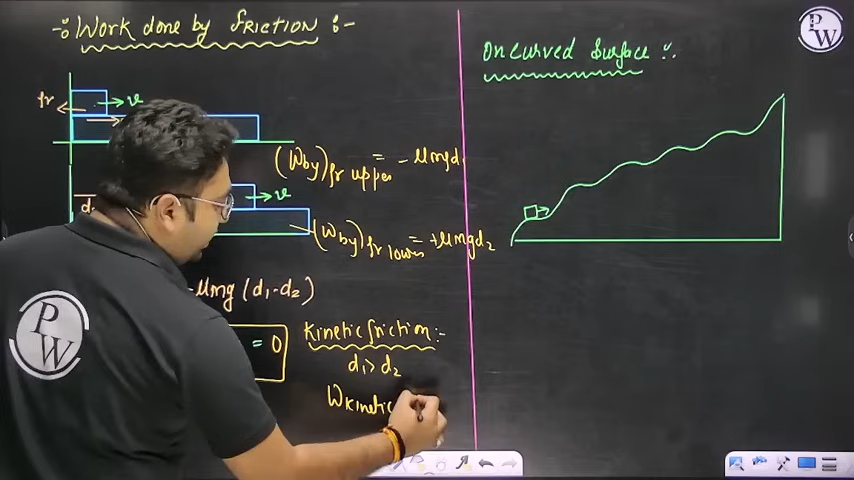 Work done by FRICTION :-
fr
v
(Wby)fr upper = - μmgd1
v
d
(Wby)fr lower = +μmgd2
-μmg (d1-d2)
= 0
Kinetic friction :-
d1 > d2
Wkinetic
On Curved Surface :.
PW
PW